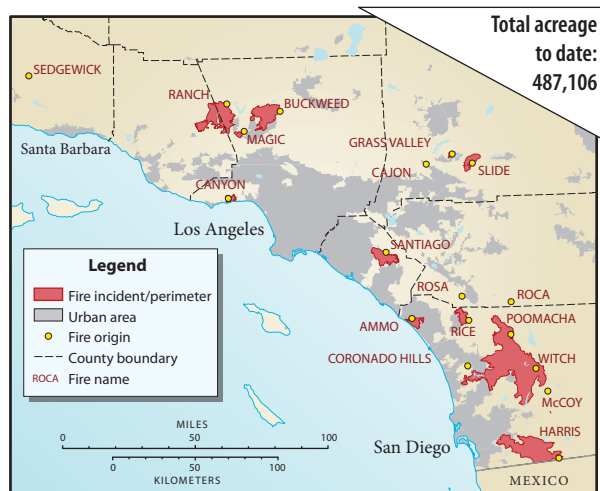 Total acreage
to date:
487,106
SEDGEWICK
RANCH
BUCKWEED
MAGIC
GRASS VALLEY
Santa Barbara
CAJON
SLIDE
CANYON
Los Angeles
SANTIAGO
Legend
Fire incident/perimeter
Urban area
Fire origin
County boundary
ROCA Fire name
ROSA
ROCA
AMMO
RICE
POOMACHA
CORONADO HILLS
WITCH
McCOY
HARRIS
MILES
0 50 100
0 50 100
KILOMETERS
San Diego
MEXICO